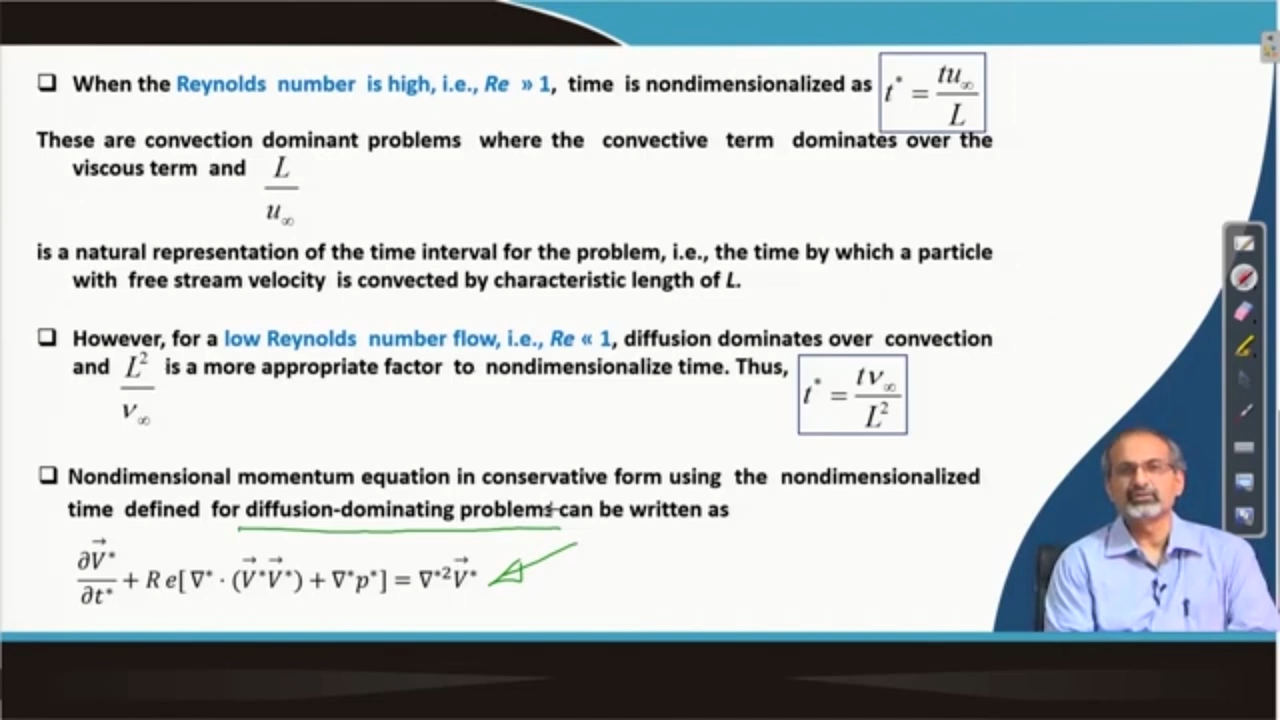 ❑ When the Reynolds number is high, i.e., Re » 1, time is nondimensionalized as t* = tu∞/L
These are convection dominant problems where the convective term dominates over the
viscous term and L/u∞
is a natural representation of the time interval for the problem, i.e., the time by which a particle
with free stream velocity is convected by characteristic length of L.
❑ However, for a low Reynolds number flow, i.e., Re « 1, diffusion dominates over convection
and L²/ν∞ is a more appropriate factor to nondimensionalize time. Thus, t* = tν∞/L²
❑ Nondimensional momentum equation in conservative form using the nondimensionalized
time defined for diffusion-dominating problems can be written as
∂V⃗*/∂t* + Re[∇* · (V⃗*V⃗*) + ∇*p*] = ∇*²V⃗*